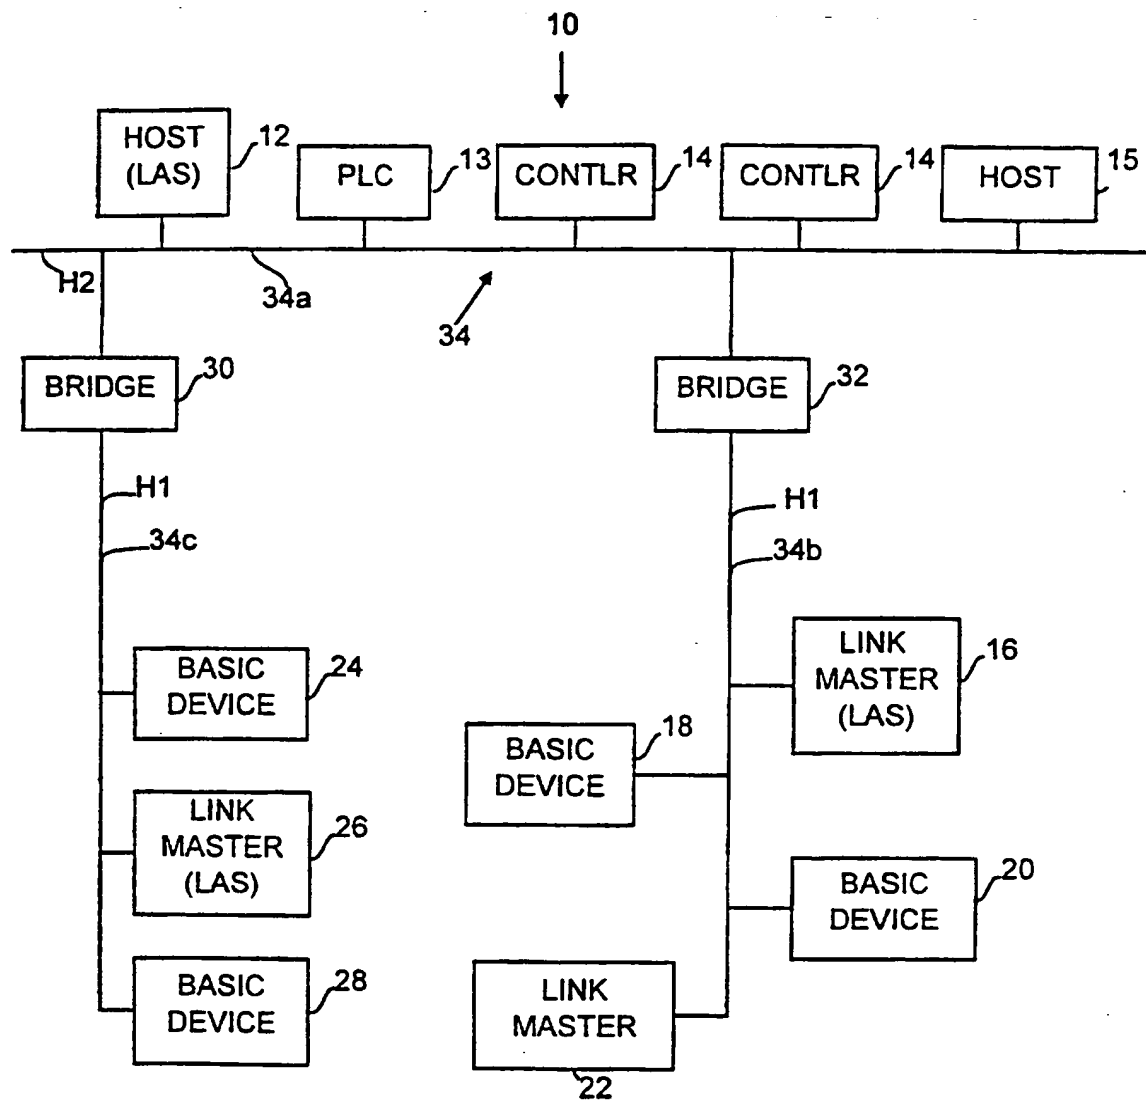 10
HOST
(LAS)
12
PLC
13
CONTLR
14
CONTLR
14
HOST
15
H2
34a
34
BRIDGE
30
BRIDGE
32
H1
34c
H1
34b
BASIC
DEVICE
24
LINK
MASTER
(LAS)
16
BASIC
DEVICE
18
LINK
MASTER
(LAS)
26
BASIC
DEVICE
20
BASIC
DEVICE
28
LINK
MASTER
22